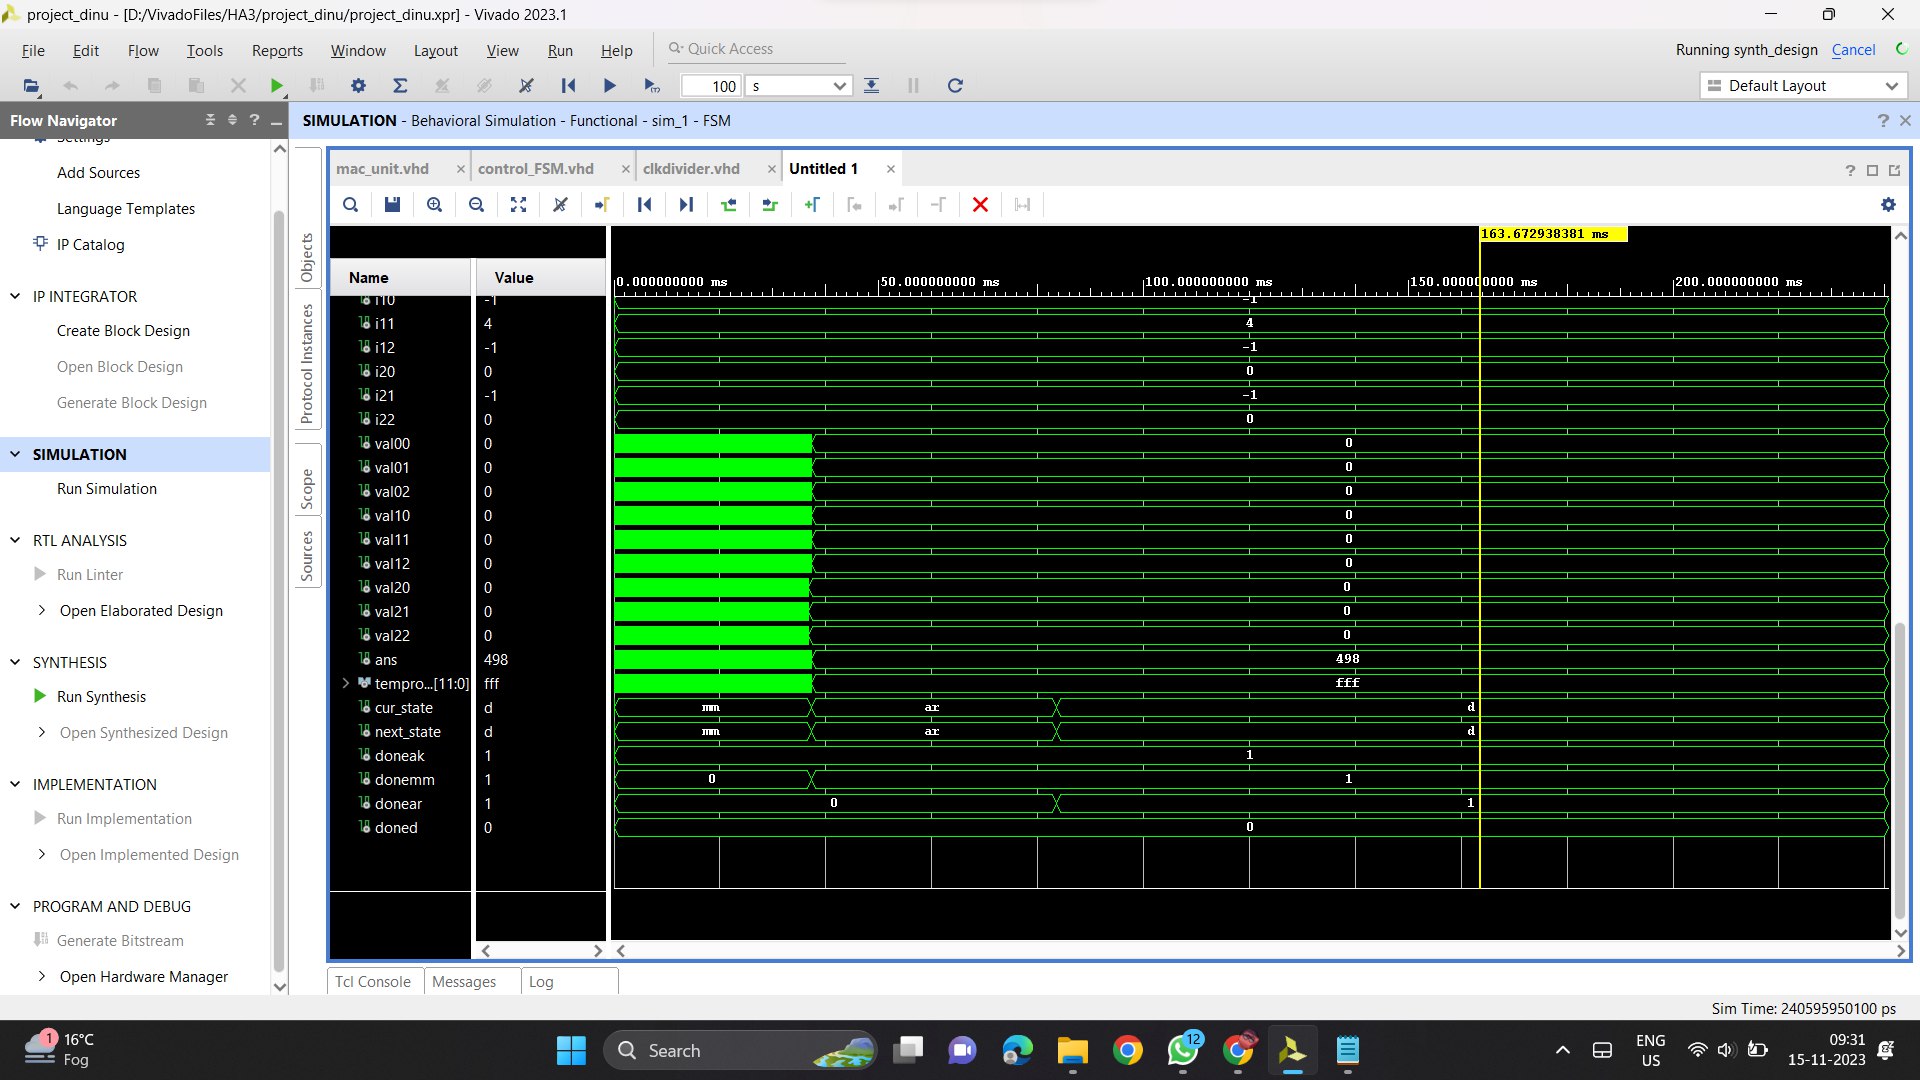 project_dinu - [D:/VivadoFiles/HA3/project_dinu/project_dinu.xpr] - Vivado 2023.1
File Edit Flow Tools Reports Window Layout View Run Help Quick Access
Running synth_design Cancel
100 s
Default Layout
Flow Navigator
Settings
Add Sources
Language Templates
IP Catalog
IP INTEGRATOR
Create Block Design
Open Block Design
Generate Block Design
SIMULATION
Run Simulation
RTL ANALYSIS
Run Linter
Open Elaborated Design
SYNTHESIS
Run Synthesis
Open Synthesized Design
IMPLEMENTATION
Run Implementation
Open Implemented Design
PROGRAM AND DEBUG
Generate Bitstream
Open Hardware Manager
SIMULATION - Behavioral Simulation - Functional - sim_1 - FSM
Objects
Protocol Instances
Scope
Sources
mac_unit.vhd control_FSM.vhd clkdivider.vhd Untitled 1
163.672938381 ms
Name Value
0.000000000 ms 50.000000000 ms 100.000000000 ms 150.000000000 ms 200.000000000 ms
i10 -1 -1
i11 4 4
i12 -1 -1
i20 0 0
i21 -1 -1
i22 0 0
val00 0 0
val01 0 0
val02 0 0
val10 0 0
val11 0 0
val12 0 0
val20 0 0
val21 0 0
val22 0 0
ans 498 498
tempro...[11:0] fff fff
cur_state d mm ar d
next_state d mm ar d
doneak 1 1
donemm 1 0 1
donear 1 0 1
doned 0 0
Tcl Console Messages Log
Sim Time: 240595950100 ps
1
16°C
Fog
Search
12
ENG
US
09:31
15-11-2023